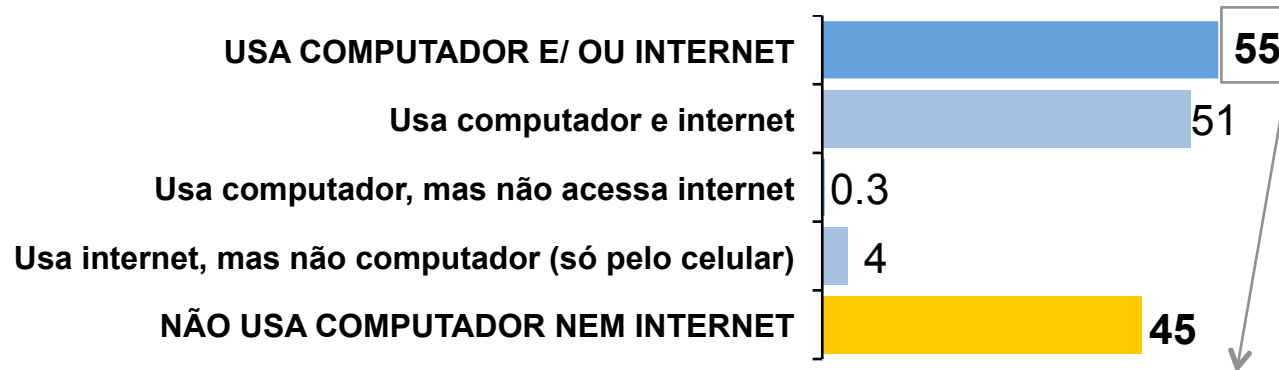 USA COMPUTADOR E/ OU INTERNET 55
Usa computador e internet 51
Usa computador, mas não acessa internet 0.3
Usa internet, mas não computador (só pelo celular) 4
NÃO USA COMPUTADOR NEM INTERNET 45